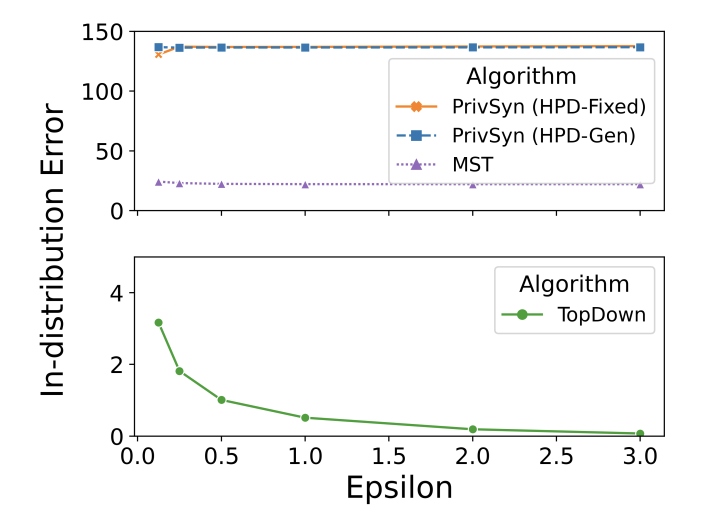 In-distribution Error
150
100
50
0
Algorithm
PrivSyn (HPD-Fixed)
PrivSyn (HPD-Gen)
MST
4
2
0
Algorithm
TopDown
0.0 0.5 1.0 1.5 2.0 2.5 3.0
Epsilon